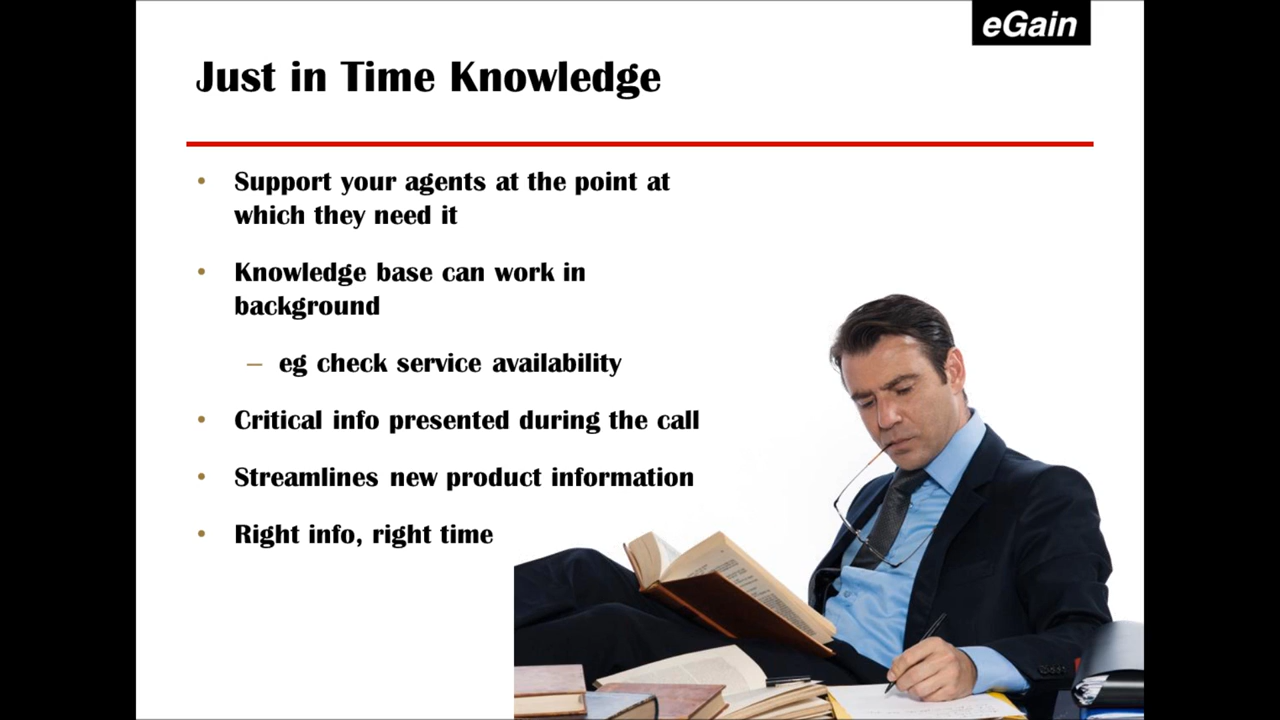 eGain
Just in Time Knowledge
• Support your agents at the point at
which they need it
• Knowledge base can work in
background
– eg check service availability
• Critical info presented during the call
• Streamlines new product information
• Right info, right time